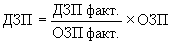 ДЗП = ДЗП факт. / ОЗП факт. × ОЗП